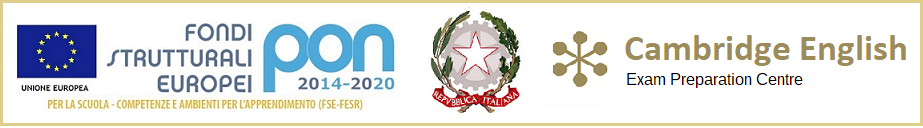 FONDI
STRUTTURALI
EUROPEI
pon
2014-2020
UNIONE EUROPEA
PER LA SCUOLA - COMPETENZE E AMBIENTI PER L'APPRENDIMENTO (FSE-FESR)
REPVBBLICA ITALIANA
Cambridge English
Exam Preparation Centre